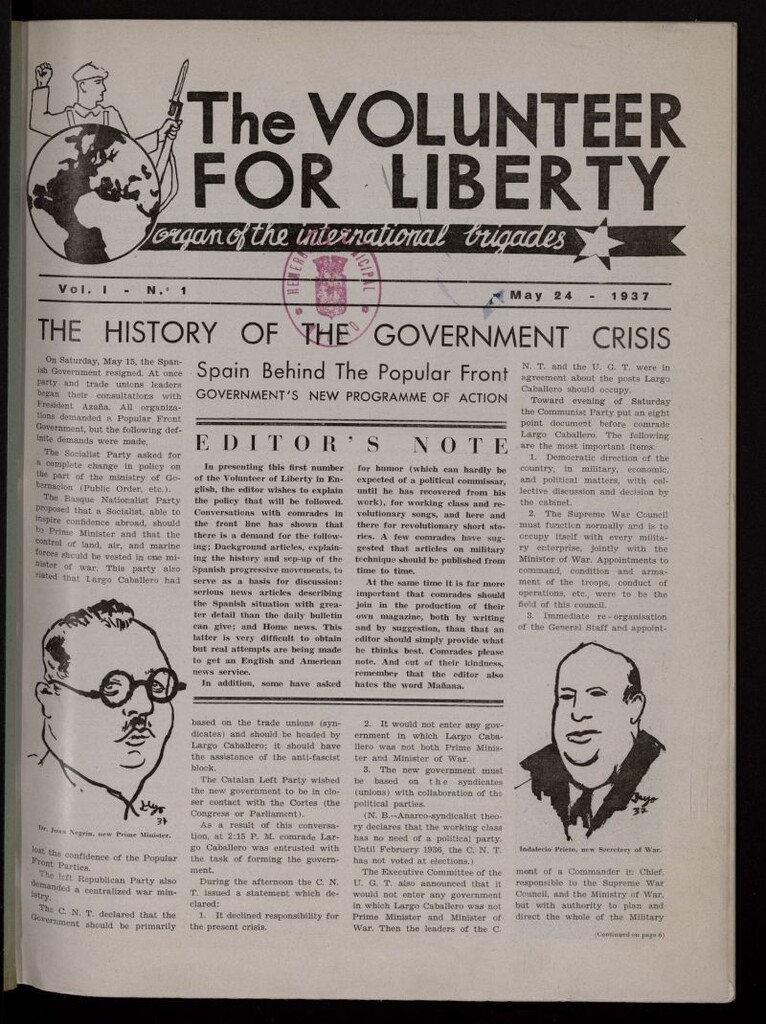 The VOLUNTEER
FOR LIBERTY
organ of the international brigades
Vol. I - N.° 1
May 24 - 1937
THE HISTORY OF THE GOVERNMENT CRISIS
On Saturday, May 15, the Span-
ish Government resigned. At once
party and trade unions leaders
began their consultations with
President Azaña. All organiza-
tions demanded a Popular Front
Government, but the following def-
inite demands were made,
The Socialist Party asked for
a complete change in policy on
the part of the ministry of Go-
bernacion (Public Order, etc.).
The Basque Nationalist Party
proposed that a Socialist, able to
inspire confidence abroad, should
be Prime Minister and that the
control of land, air, and marine
forces should be vested in one mi-
nister of war. This party also
stated that Largo Caballero had
Dr. Juan Negrín, new Prime Minister.
lost the confidence of the Popular
Front Parties.
The left Republican Party also
demanded a centralized war min-
istry.
The C. N. T. declared that the
Government should be primarily
Spain Behind The Popular Front
GOVERNMENT'S NEW PROGRAMME OF ACTION
EDITOR'S NOTE
In presenting this first number
of the Volunteer of Liberty in En-
glish, the editor wishes to explain
the policy that will be followed.
Conversations with comrades in
the front line has shown that
there is a demand for the follow-
ing; Dackground articles, explain-
ing the history and sep-up of the
Spanish progressive movements, to
serve as a basis for discussion:
serious news articles describing
the Spanish situation with grea-
ter detail than the daily bulletin
can give; and Home news. This
latter is very difficult to obtain
but real attempts are being made
to get an English and American
news service.
In addition, some have asked
for humor (which can hardly be
expected of a political commissar,
until he has recovered from his
work), for working class and re-
volutionary songs, and here and
there for revolutionary short sto-
ries. A few comrades have sug-
gested that articles on military
technique should be published from
time to time.
At the same time it is far more
important that comrades should
join in the production of their
own magazine, both by writing
and by suggestion, than that an
editor should simply provide what
he thinks best. Comrades please
note. And out of their kindness,
remember that the editor also
hates the word Mañana.
based on the trade unions (syn-
dicates) and should be headed by
Largo Caballero; it should have
the assistance of the anti-fascist
block.
The Catalan Left Party wished
the new government to be in clo-
ser contact with the Cortes (the
Congress or Parliament).
As a result of this conversa-
tion, at 2:15 P. M. comrade Lar-
go Caballero was entrusted with
the task of forming the govern-
ment.
During the afternoon the C. N.
T. issued a statement which de-
clared:
1. It declined responsibility for
the present crisis.
2. It would not enter any gov-
ernment in which Largo Caba-
llero was not both Prime Minis-
ter and Minister of War.
3. The new government must
be based on the syndicates
(unions) with collaboration of the
political parties.
(N. B.--Anarco-syndicalist theo-
ry declares that the working class
has no need of a political party.
Until February 1936, the C. N. T.
has not voted at elections.)
The Executive Committee of the
U. G. T. also announced that it
would not enter any government
in which Largo Caballero was not
Prime Minister and Minister of
War. Then the leaders of the C.
N. T. and the U. G. T. were in
agreement about the posts Largo
Caballero should occupy.
Toward evening of Saturday
the Communist Party put an eight
point document before comrade
Largo Caballero. The following
are the most important items.
1. Democratic direction of the
country, in military, economic,
and political matters, with col-
lective discussion and decision by
the cabinet.
2. The Supreme War Council
must function normally and is to
occupy itself with every milita-
ry enterprise, jointly with the
Minister of War. Appointments to
command, condition and arma-
ment of the troops, conduct of
operations, etc., were to be the
field of this council.
3. Immediate re-organisation
of the General Staff and appoint-
Indalecio Prieto, new Secretary of War.
ment of a Commander it: Chief,
responsible to the Supreme War
Council, and the Ministry of War,
but with authority to plan and
direct the whole of the Military
(Continued on page 6)